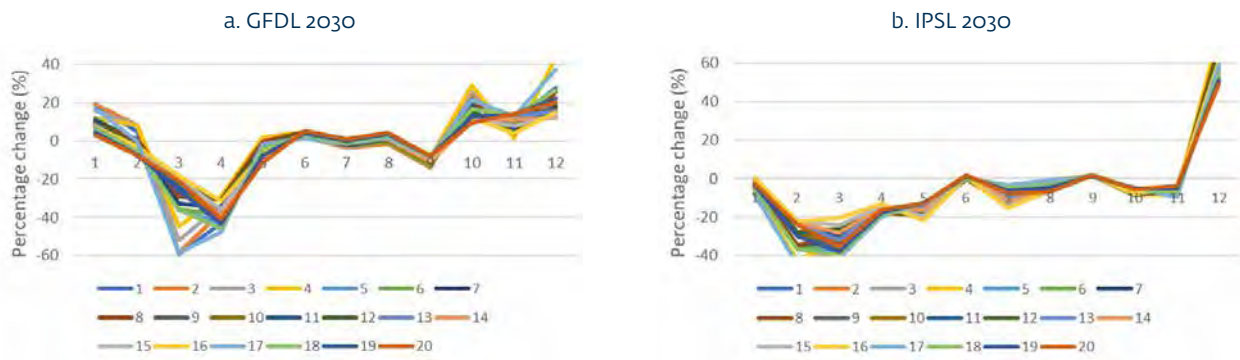 a. GFDL 2030
Percentage change (%)
40
20
0
-20
-40
-60
1 2 3 4 5 6 7 8 9 10 11 12
1 2 3 4 5 6 7
8 9 10 11 12 13 14
15 16 17 18 19 20
b. IPSL 2030
Percentage change (%)
60
40
20
0
-20
-40
1 2 3 4 5 6 7 8 9 10 11 12
1 2 3 4 5 6 7
8 9 10 11 12 13 14
15 16 17 18 19 20